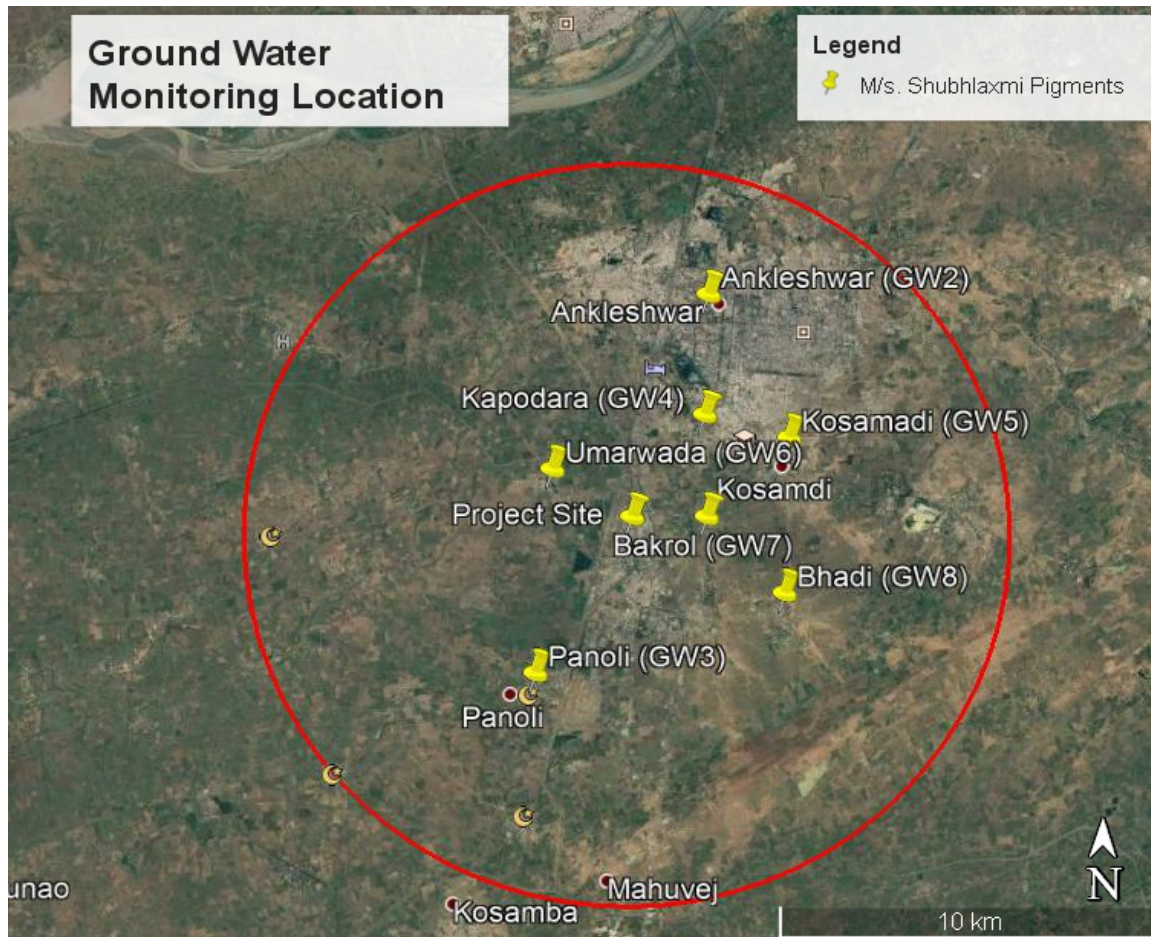 Ground Water
Monitoring Location
Legend
M/s. Shubhlaxmi Pigments
Ankleshwar (GW2)
Ankleshwar
Kapodara (GW4)
Kosamadi (GW5)
Umarwada (GW6)
Kosamdi
Project Site
Bakrol (GW7)
Bhadi (GW8)
Panoli (GW3)
Panoli
Mahuvej
unao
Kosamba
N
10 km